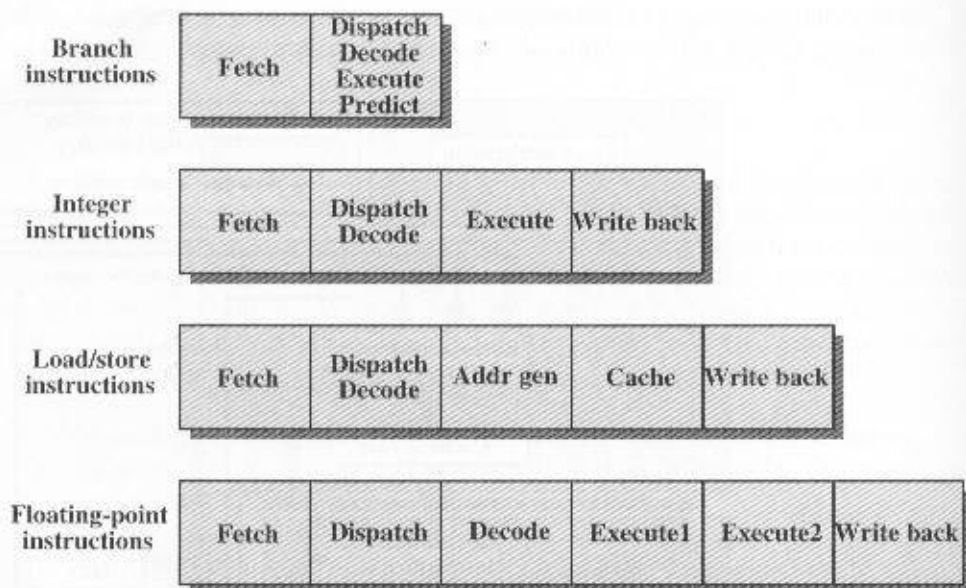 Branch
instructions
Fetch
Dispatch
Decode
Execute
Predict
Integer
instructions
Fetch
Dispatch
Decode
Execute
Write back
Load/store
instructions
Fetch
Dispatch
Decode
Addr gen
Cache
Write back
Floating-point
instructions
Fetch
Dispatch
Decode
Execute1
Execute2
Write back